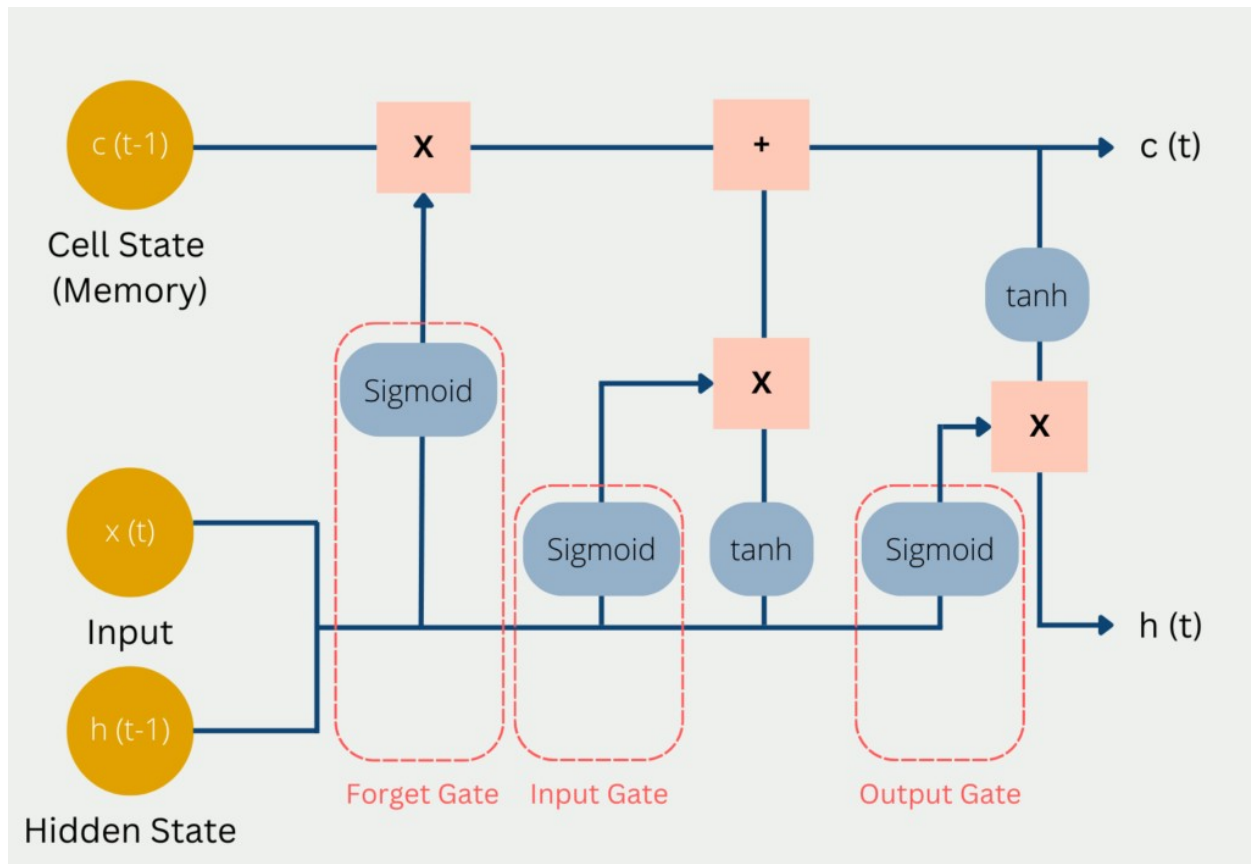 c (t-1)
X
+
c (t)
Cell State
(Memory)
tanh
Sigmoid
X
X
x (t)
Sigmoid
tanh
Sigmoid
Input
h (t)
h (t-1)
Forget Gate
Input Gate
Output Gate
Hidden State